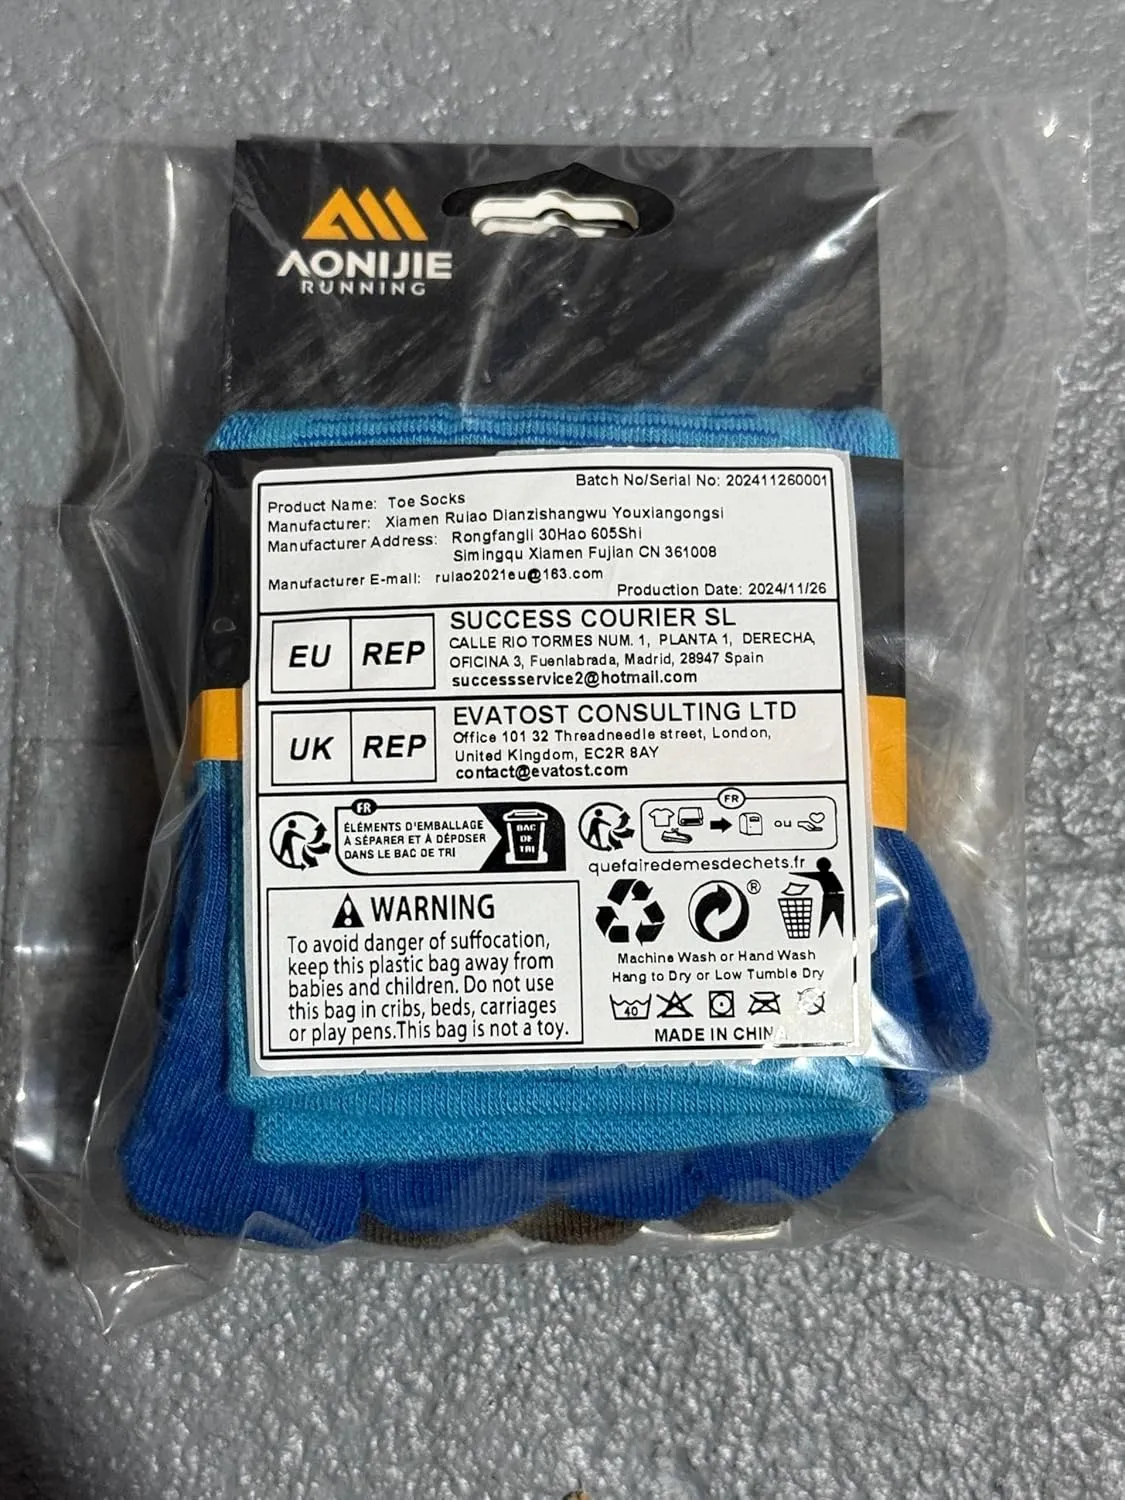 AONIJIE
RUNNING
Batch No/Serial No: 202411260001
Product Name: Toe Socks
Manufacturer: Xiamen Ruiao Dianzishangwu Youxiangongsi
Manufacturer Address: Rongfangli 30Hao 605Shi
Simingqu Xiamen Fujian CN 361008
Manufacturer E-mail: ruiao2021eu@163.com
Production Date: 2024/11/26
EU REP
SUCCESS COURIER SL
CALLE RIO TORMES NUM. 1, PLANTA 1, DERECHA,
OFICINA 3, Fuenlabrada, Madrid, 28947 Spain
successservice2@hotmail.com
UK REP
EVATOST CONSULTING LTD
Office 101 32 Threadneedle street, London,
United Kingdom, EC2R 8AY
contact@evatost.com
FR
ÉLÉMENTS D'EMBALLAGE
À SÉPARER ET À DÉPOSER
DANS LE BAC DE TRI
BAC
DE
TRI
FR
ou
quefairedemesdechets.fr
®
WARNING
To avoid danger of suffocation,
keep this plastic bag away from
babies and children. Do not use
this bag in cribs, beds, carriages
or play pens.This bag is not a toy.
Machine Wash or Hand Wash
Hang to Dry or Low Tumble Dry
40
MADE IN CHINA